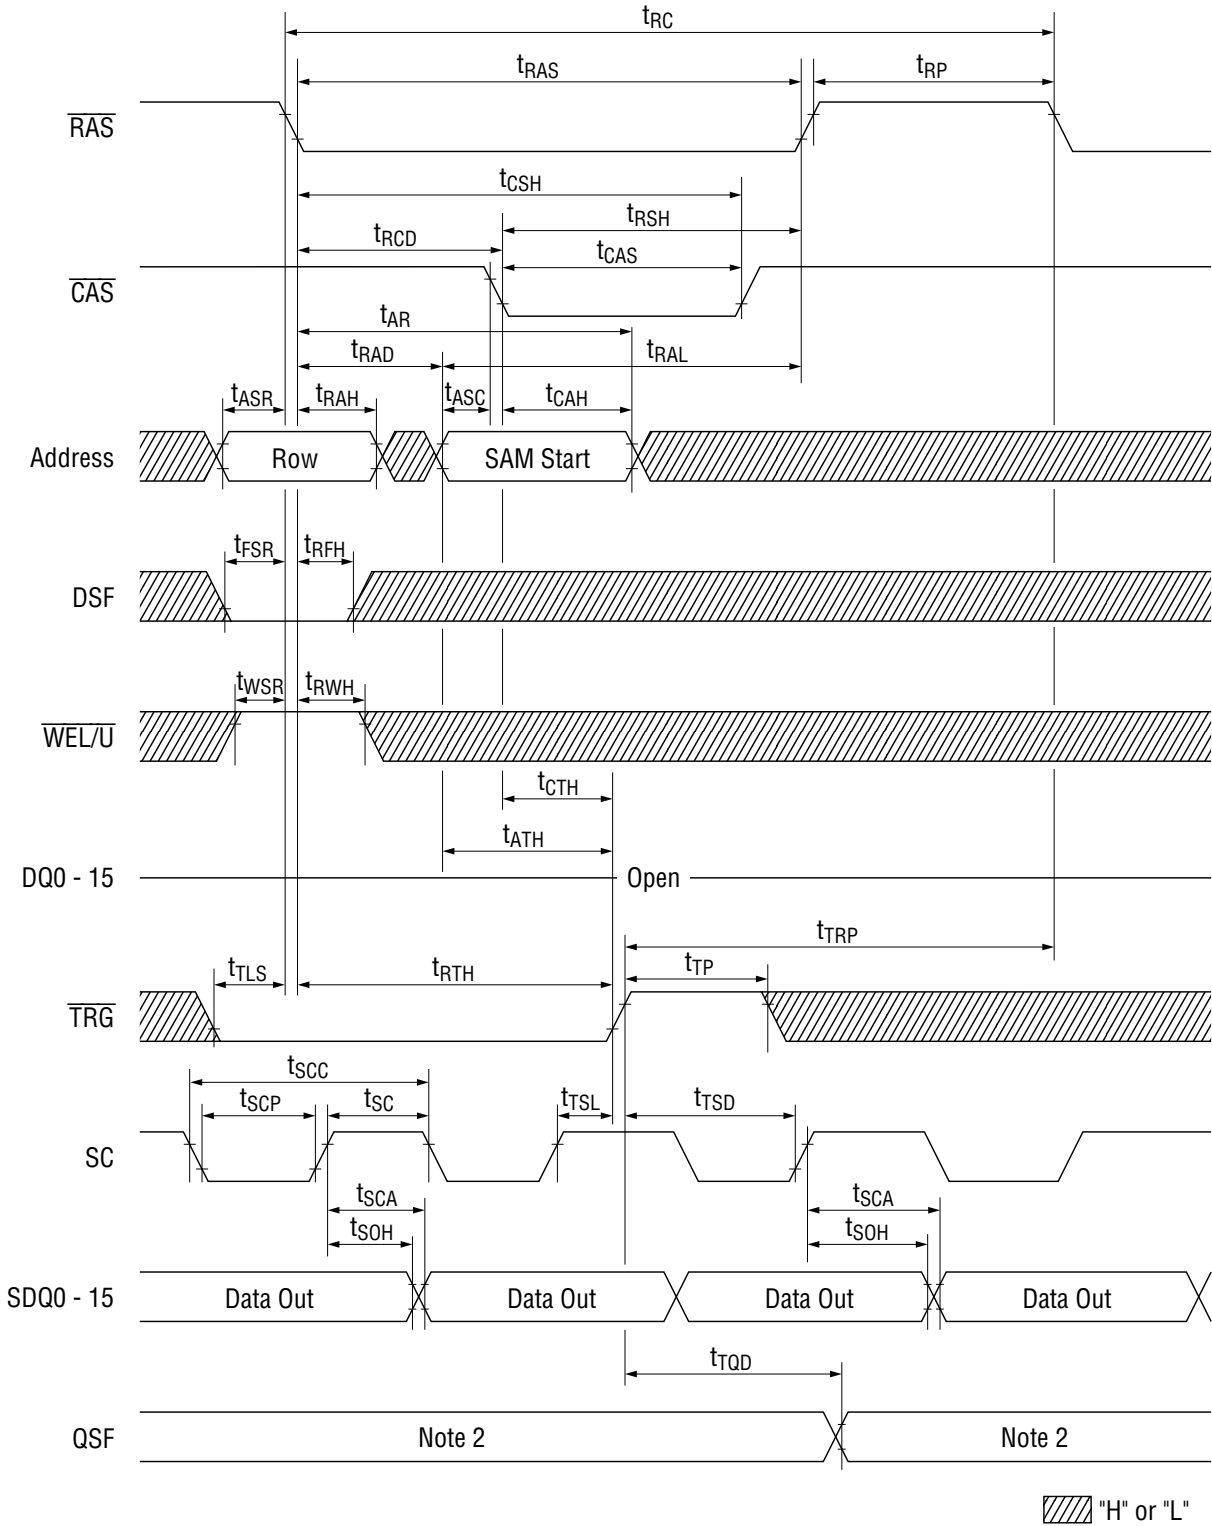 tRC
tRAS tRP
RAS
tCSH
tRSH
tRCD
tCAS
CAS
tAR
tRAD tRAL
tASR tRAH tASC tCAH
Address Row SAM Start
tFSR tRFH
DSF
tWSR tRWH
WEL/U
tCTH
tATH
DQ0 - 15 Open
tTRP
tTLS tRTH tTP
TRG
tSCC
tSCP tSC tTSL tTSD
SC
tSCA tSCA
tSOH tSOH
SDQ0 - 15 Data Out Data Out Data Out Data Out
tTQD
QSF Note 2 Note 2
"H" or "L"